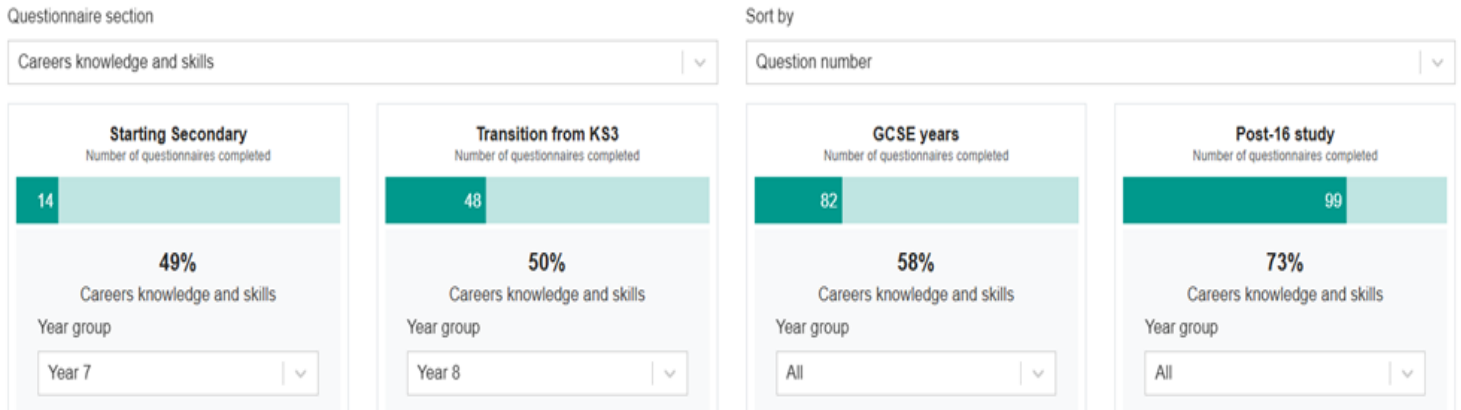 Questionnaire section
Careers knowledge and skills
Sort by
Question number
Starting Secondary
Number of questionnaires completed
14
49%
Careers knowledge and skills
Year group
Year 7
Transition from KS3
Number of questionnaires completed
48
50%
Careers knowledge and skills
Year group
Year 8
GCSE years
Number of questionnaires completed
82
58%
Careers knowledge and skills
Year group
All
Post-16 study
Number of questionnaires completed
99
73%
Careers knowledge and skills
Year group
All